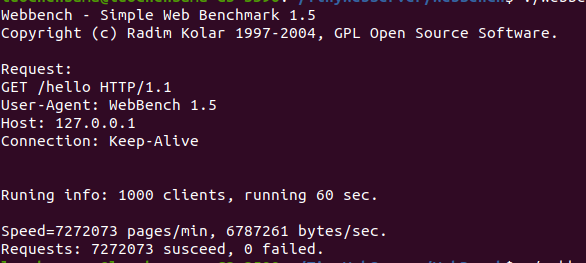 Webbench - Simple Web Benchmark 1.5
Copyright (c) Radim Kolar 1997-2004, GPL Open Source Software.
Request:
GET /hello HTTP/1.1
User-Agent: WebBench 1.5
Host: 127.0.0.1
Connection: Keep-Alive
Runing info: 1000 clients, running 60 sec.
Speed=7272073 pages/min, 6787261 bytes/sec.
Requests: 7272073 susceed, 0 failed.